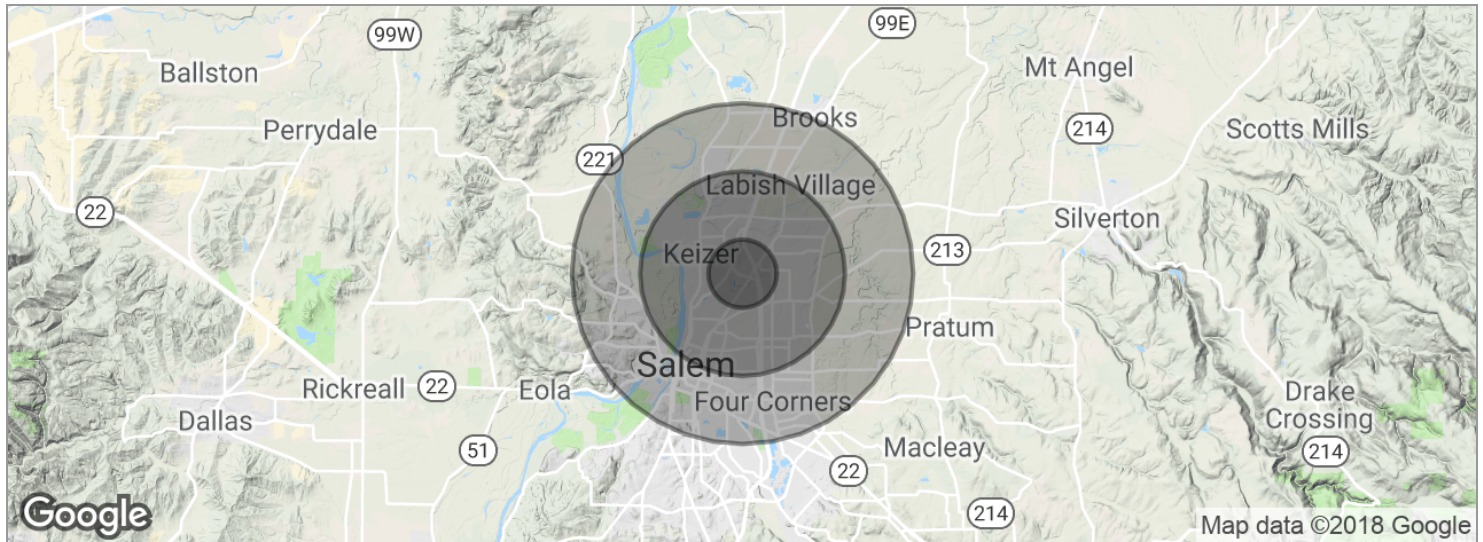 99W
99E
Ballston
Mt Angel
Brooks
Perrydale
214
Scotts Mills
221
Labish Village
22
Silverton
Keizer
213
Pratum
Salem
Rickreall
22
Eola
Four Corners
Drake
Crossing
Dallas
51
Macleay
22
214
214
Google
Map data ©2018 Google